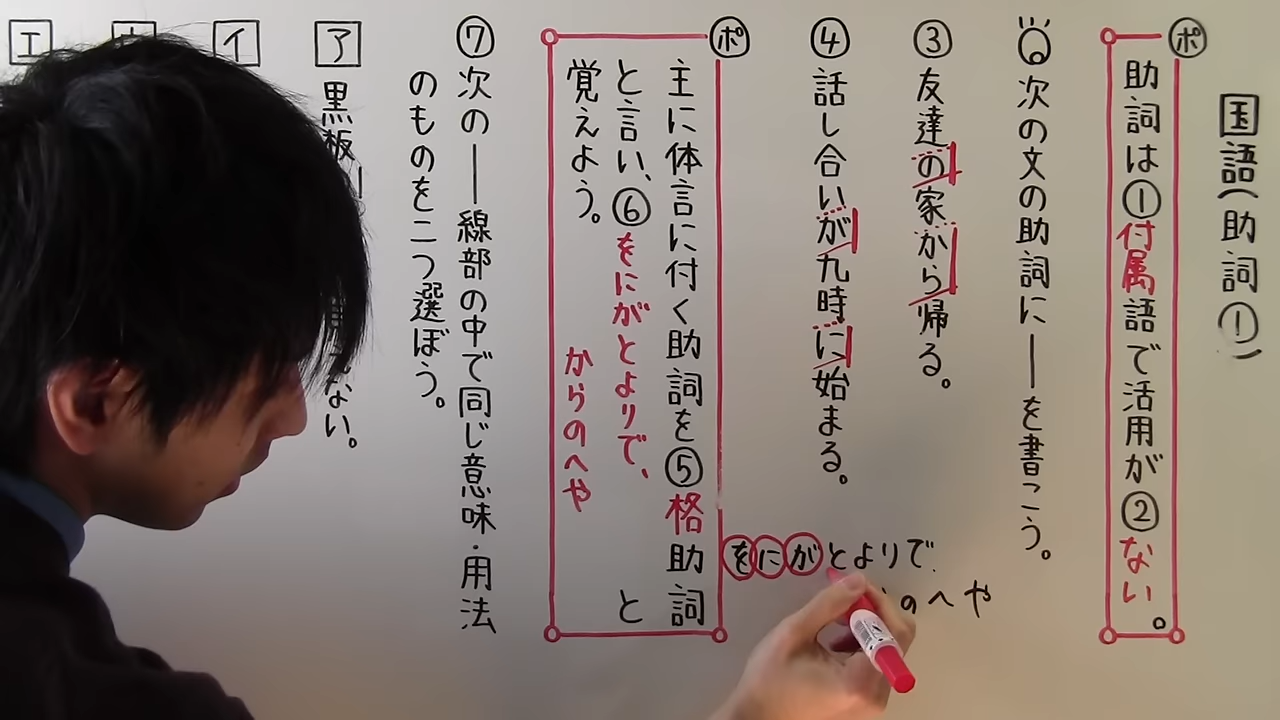 国語(助詞①)
ポ
助詞は①付属語で活用が②ない。
次の文の助詞に―を書こう。
③友達の家から帰る。
④話し合いが九時に始まる。
ポ
主に体言に付く助詞を⑤格助詞
と言い、⑥をにがとよりで、と
からのへや
覚えよう。
をにがとよりで、
のへや
⑦次の―線部の中で同じ意味・用法
のものを二つ選ぼう。
ア 黒板
ない。
イ
エ